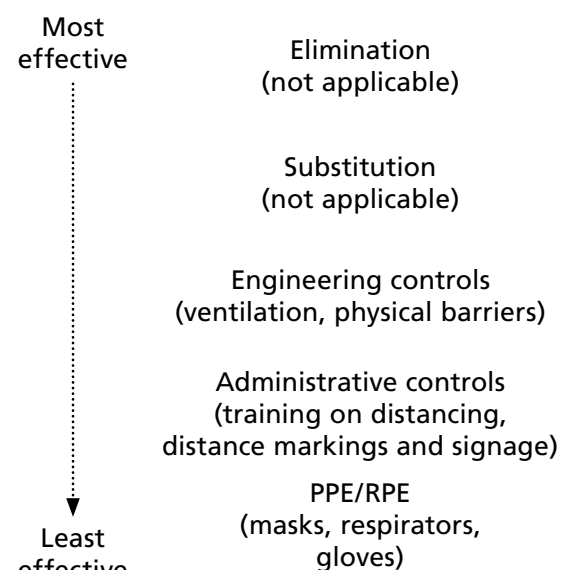 Most
effective
Elimination
(not applicable)
Substitution
(not applicable)
Engineering controls
(ventilation, physical barriers)
Administrative controls
(training on distancing,
distance markings and signage)
PPE/RPE
(masks, respirators,
gloves)
Least
effective